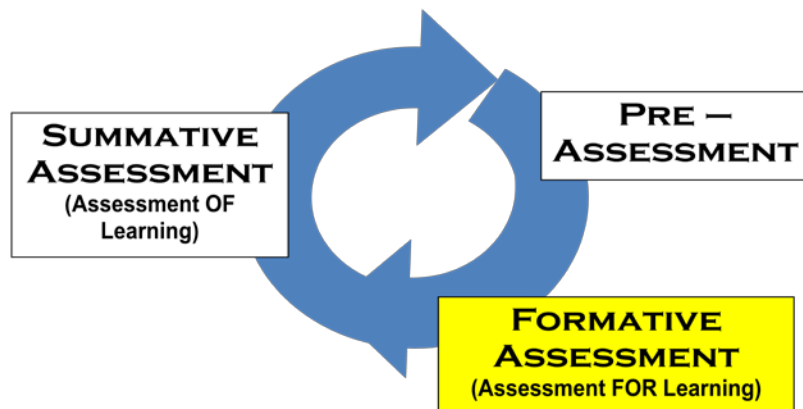 PRE –
ASSESSMENT
SUMMATIVE
ASSESSMENT
(Assessment OF
Learning)
FORMATIVE
ASSESSMENT
(Assessment FOR Learning)